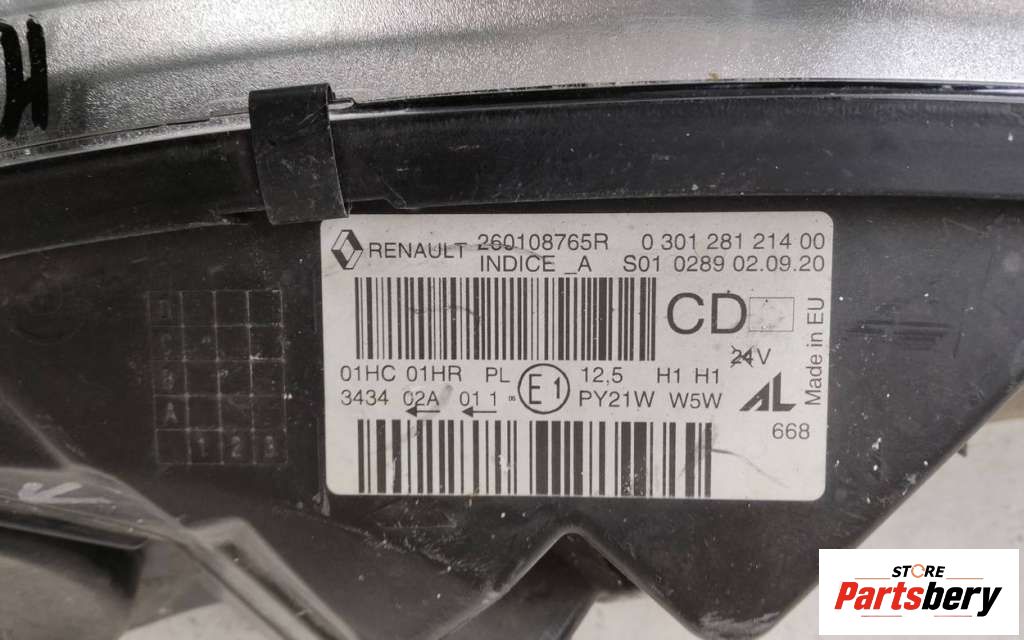 H
RENAULT 260108765R 0 301 281 214 00
INDICE _A S01 0289 02.09.20
CD
24V
Made in EU
01HC 01HR PL E1 12,5 H1 H1
3434 02A 01 1 06 PY21W W5W AL
668
A
1 2 3
STORE
Partsbery